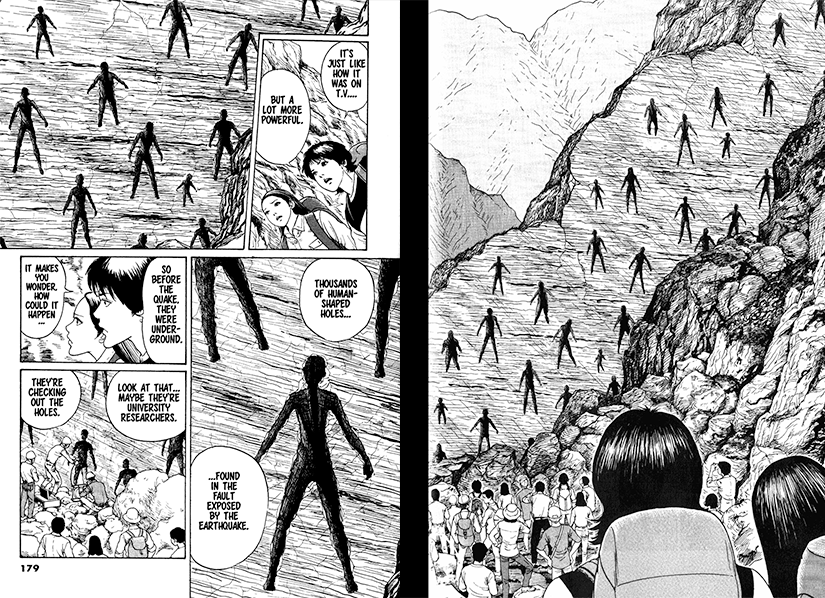 IT'S
JUST LIKE
HOW IT
WAS ON
T.V....
BUT A
LOT MORE
POWERFUL.
THOUSANDS
OF HUMAN-
SHAPED
HOLES...
...FOUND
IN THE
FAULT
EXPOSED
BY THE
EARTHQUAKE.
SO
BEFORE
THE
QUAKE,
THEY
WERE
UNDER-
GROUND.
IT MAKES
YOU
WONDER,
HOW
COULD IT
HAPPEN
...
LOOK AT THAT...
MAYBE THEY'RE
UNIVERSITY
RESEARCHERS.
THEY'RE
CHECKING
OUT THE
HOLES.
179